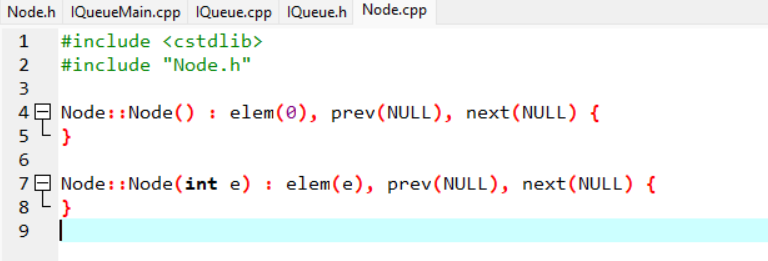 Node.h IQueueMain.cpp IQueue.cpp IQueue.h Node.cpp
1 #include <cstdlib>
2 #include "Node.h"
3
4 Node::Node() : elem(0), prev(NULL), next(NULL) {
5 }
6
7 Node::Node(int e) : elem(e), prev(NULL), next(NULL) {
8 }
9